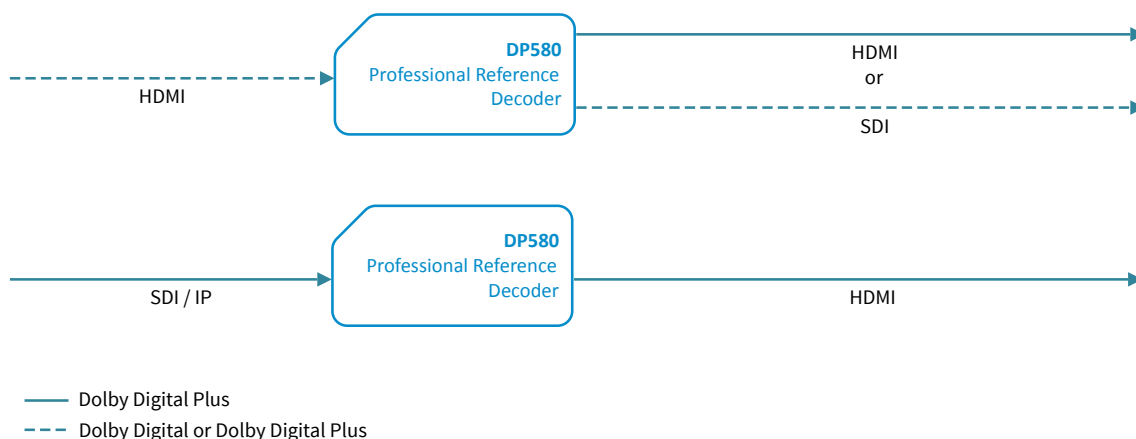 DP580
Professional Reference
Decoder
HDMI
HDMI
or
SDI
DP580
Professional Reference
Decoder
SDI / IP
HDMI
Dolby Digital Plus
Dolby Digital or Dolby Digital Plus